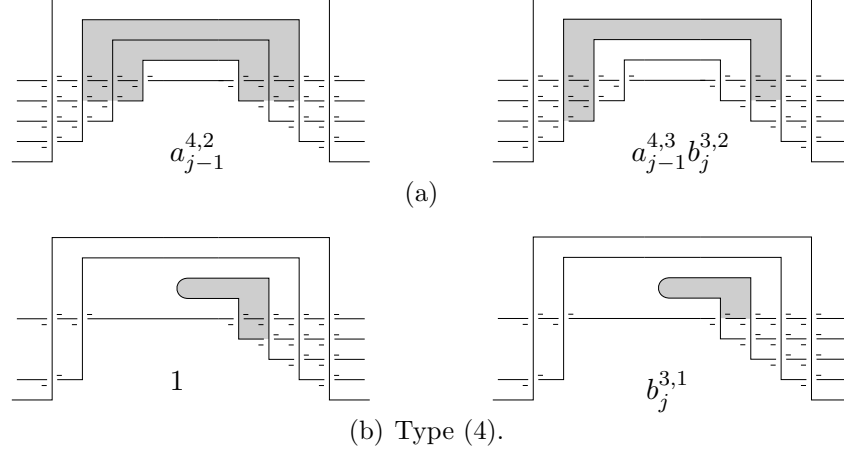 a_{j-1}^{4,2} a_{j-1}^{4,3} b_j^{3,2}
(a)
1 b_j^{3,1}
(b) Type (4).